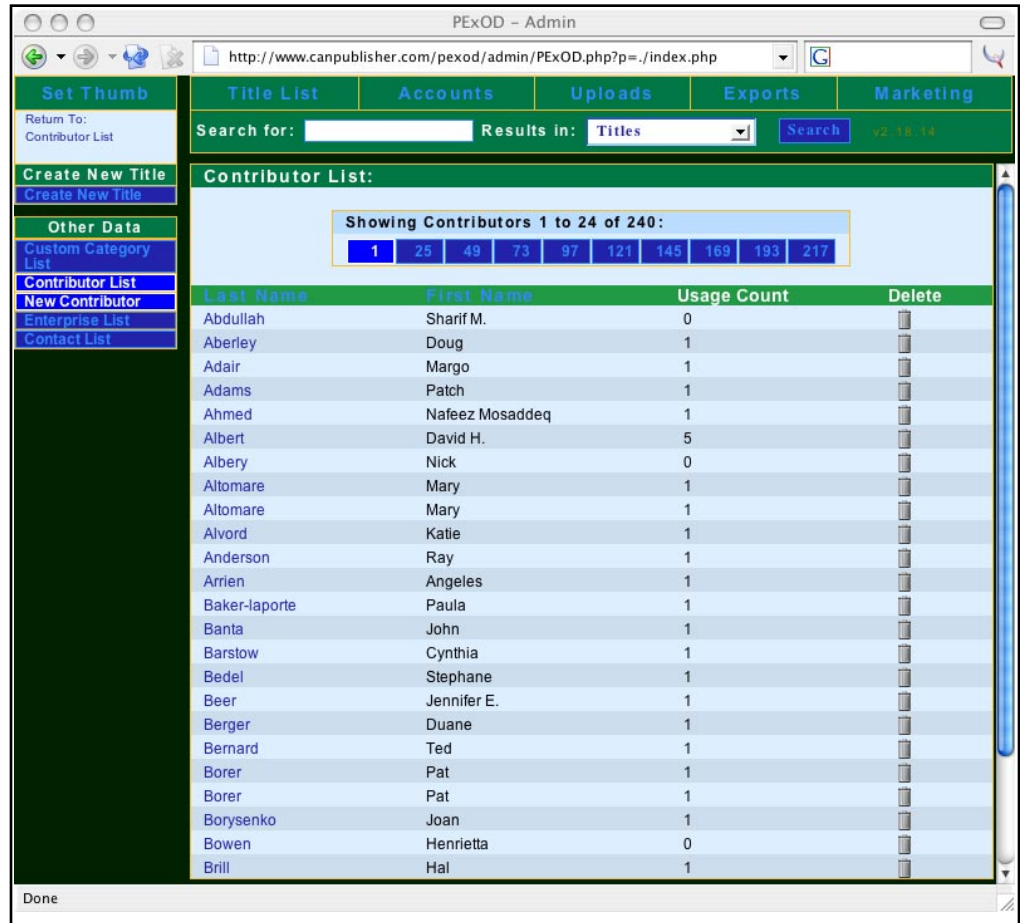 PExOD – Admin
http://www.canpublisher.com/pexod/admin/PExOD.php?p=./index.php
G
Set Thumb
Return To:
Contributor List
Create New Title
Create New Title
Other Data
Custom Category
List
Contributor List
New Contributor
Enterprise List
Contact List
Title List Accounts Uploads Exports Marketing
Search for: Results in: Titles Search v2.18.14
Contributor List:
Showing Contributors 1 to 24 of 240:
1 25 49 73 97 121 145 169 193 217
Last Name First Name Usage Count Delete
Abdullah Sharif M. 0
Aberley Doug 1
Adair Margo 1
Adams Patch 1
Ahmed Nafeez Mosaddeq 1
Albert David H. 5
Albery Nick 0
Altomare Mary 1
Altomare Mary 1
Alvord Katie 1
Anderson Ray 1
Arrien Angeles 1
Baker-laporte Paula 1
Banta John 1
Barstow Cynthia 1
Bedel Stephane 1
Beer Jennifer E. 1
Berger Duane 1
Bernard Ted 1
Borer Pat 1
Borer Pat 1
Borysenko Joan 1
Bowen Henrietta 0
Brill Hal 1
Done